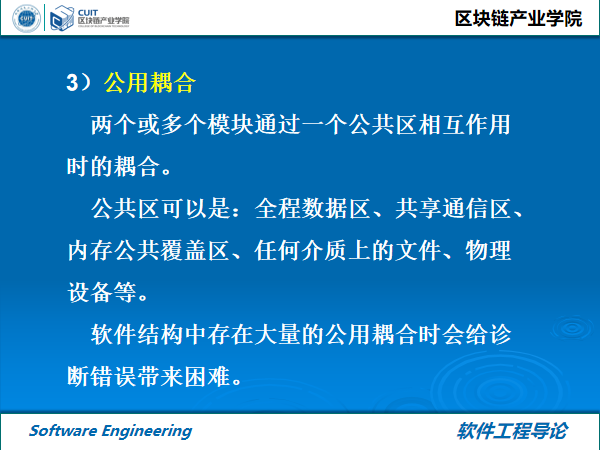 CUIT
区块链产业学院
区块链产业学院
3）公用耦合
两个或多个模块通过一个公共区相互作用
时的耦合。
公共区可以是：全程数据区、共享通信区、
内存公共覆盖区、任何介质上的文件、物理
设备等。
软件结构中存在大量的公用耦合时会给诊
断错误带来困难。
Software Engineering
软件工程导论